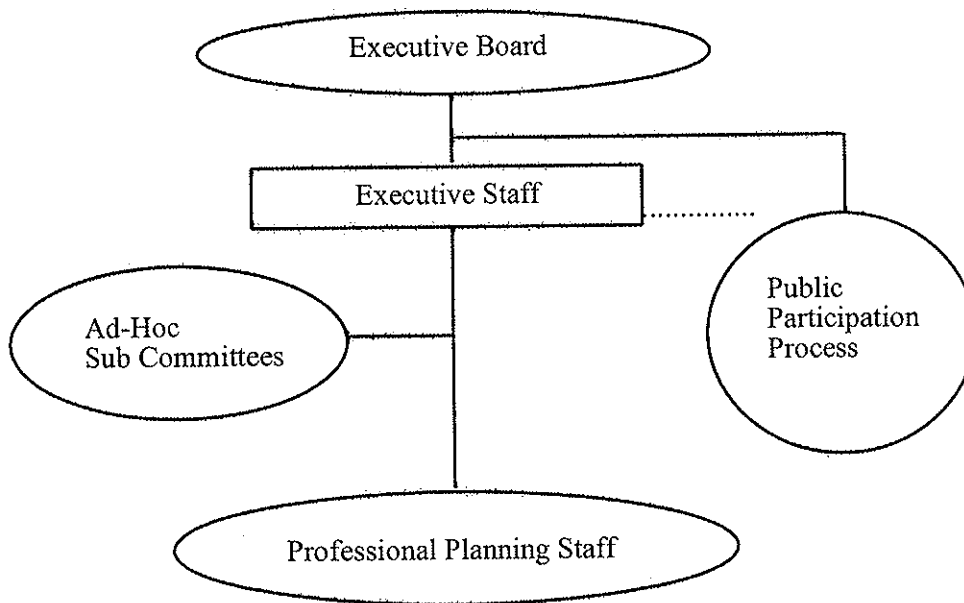 Executive Board
Executive Staff
Public
Participation
Process
Ad-Hoc
Sub Committees
Professional Planning Staff